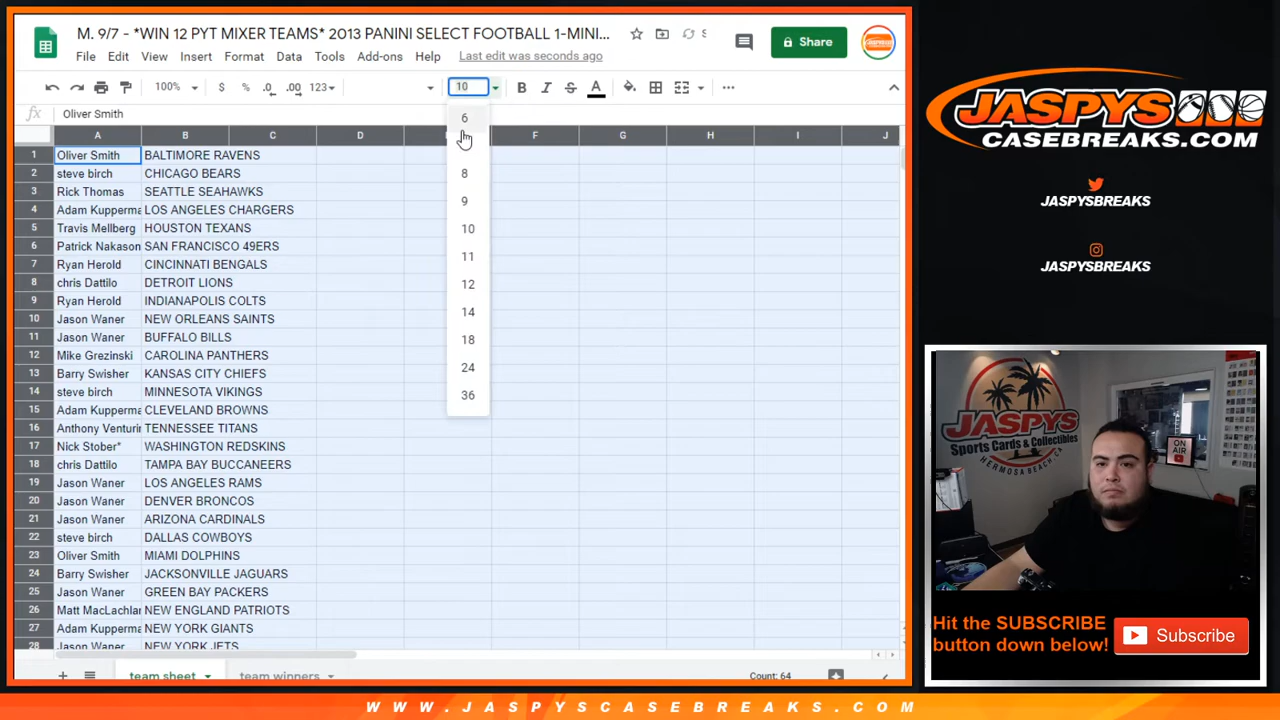 M. 9/7 - *WIN 12 PYT MIXER TEAMS* 2013 PANINI SELECT FOOTBALL 1-MINI...
Share
File Edit View Insert Format Data Tools Add-ons Help Last edit was seconds ago
100% $ % .0 .00 123 10 B I S A
fx Oliver Smith
A B C D F G H I J
1 Oliver Smith BALTIMORE RAVENS
2 steve birch CHICAGO BEARS
3 Rick Thomas SEATTLE SEAHAWKS
4 Adam Kupperma LOS ANGELES CHARGERS
5 Travis Mellberg HOUSTON TEXANS
6 Patrick Nakason SAN FRANCISCO 49ERS
7 Ryan Herold CINCINNATI BENGALS
8 chris Dattilo DETROIT LIONS
9 Ryan Herold INDIANAPOLIS COLTS
10 Jason Waner NEW ORLEANS SAINTS
11 Jason Waner BUFFALO BILLS
12 Mike Grezinski CAROLINA PANTHERS
13 Barry Swisher KANSAS CITY CHIEFS
14 steve birch MINNESOTA VIKINGS
15 Adam Kupperma CLEVELAND BROWNS
16 Anthony Venturin TENNESSEE TITANS
17 Nick Stober* WASHINGTON REDSKINS
18 chris Dattilo TAMPA BAY BUCCANEERS
19 Jason Waner LOS ANGELES RAMS
20 Jason Waner DENVER BRONCOS
21 Jason Waner ARIZONA CARDINALS
22 steve birch DALLAS COWBOYS
23 Oliver Smith MIAMI DOLPHINS
24 Barry Swisher JACKSONVILLE JAGUARS
25 Jason Waner GREEN BAY PACKERS
26 Matt MacLachlan NEW ENGLAND PATRIOTS
27 Adam Kupperma NEW YORK GIANTS
28 Jason Waner NEW YORK JETS
6
8
9
10
11
12
14
18
24
36
team sheet team winners Count: 64
JASPYS
CASEBREAKS.COM
JASPYSBREAKS
JASPYSBREAKS
JASPYS
Sports Cards & Collectibles
HERMOSA BEACH, CA
ON AIR
Hit the SUBSCRIBE
button down below!
Subscribe
WWW.JASPYSCASEBREAKS.COM